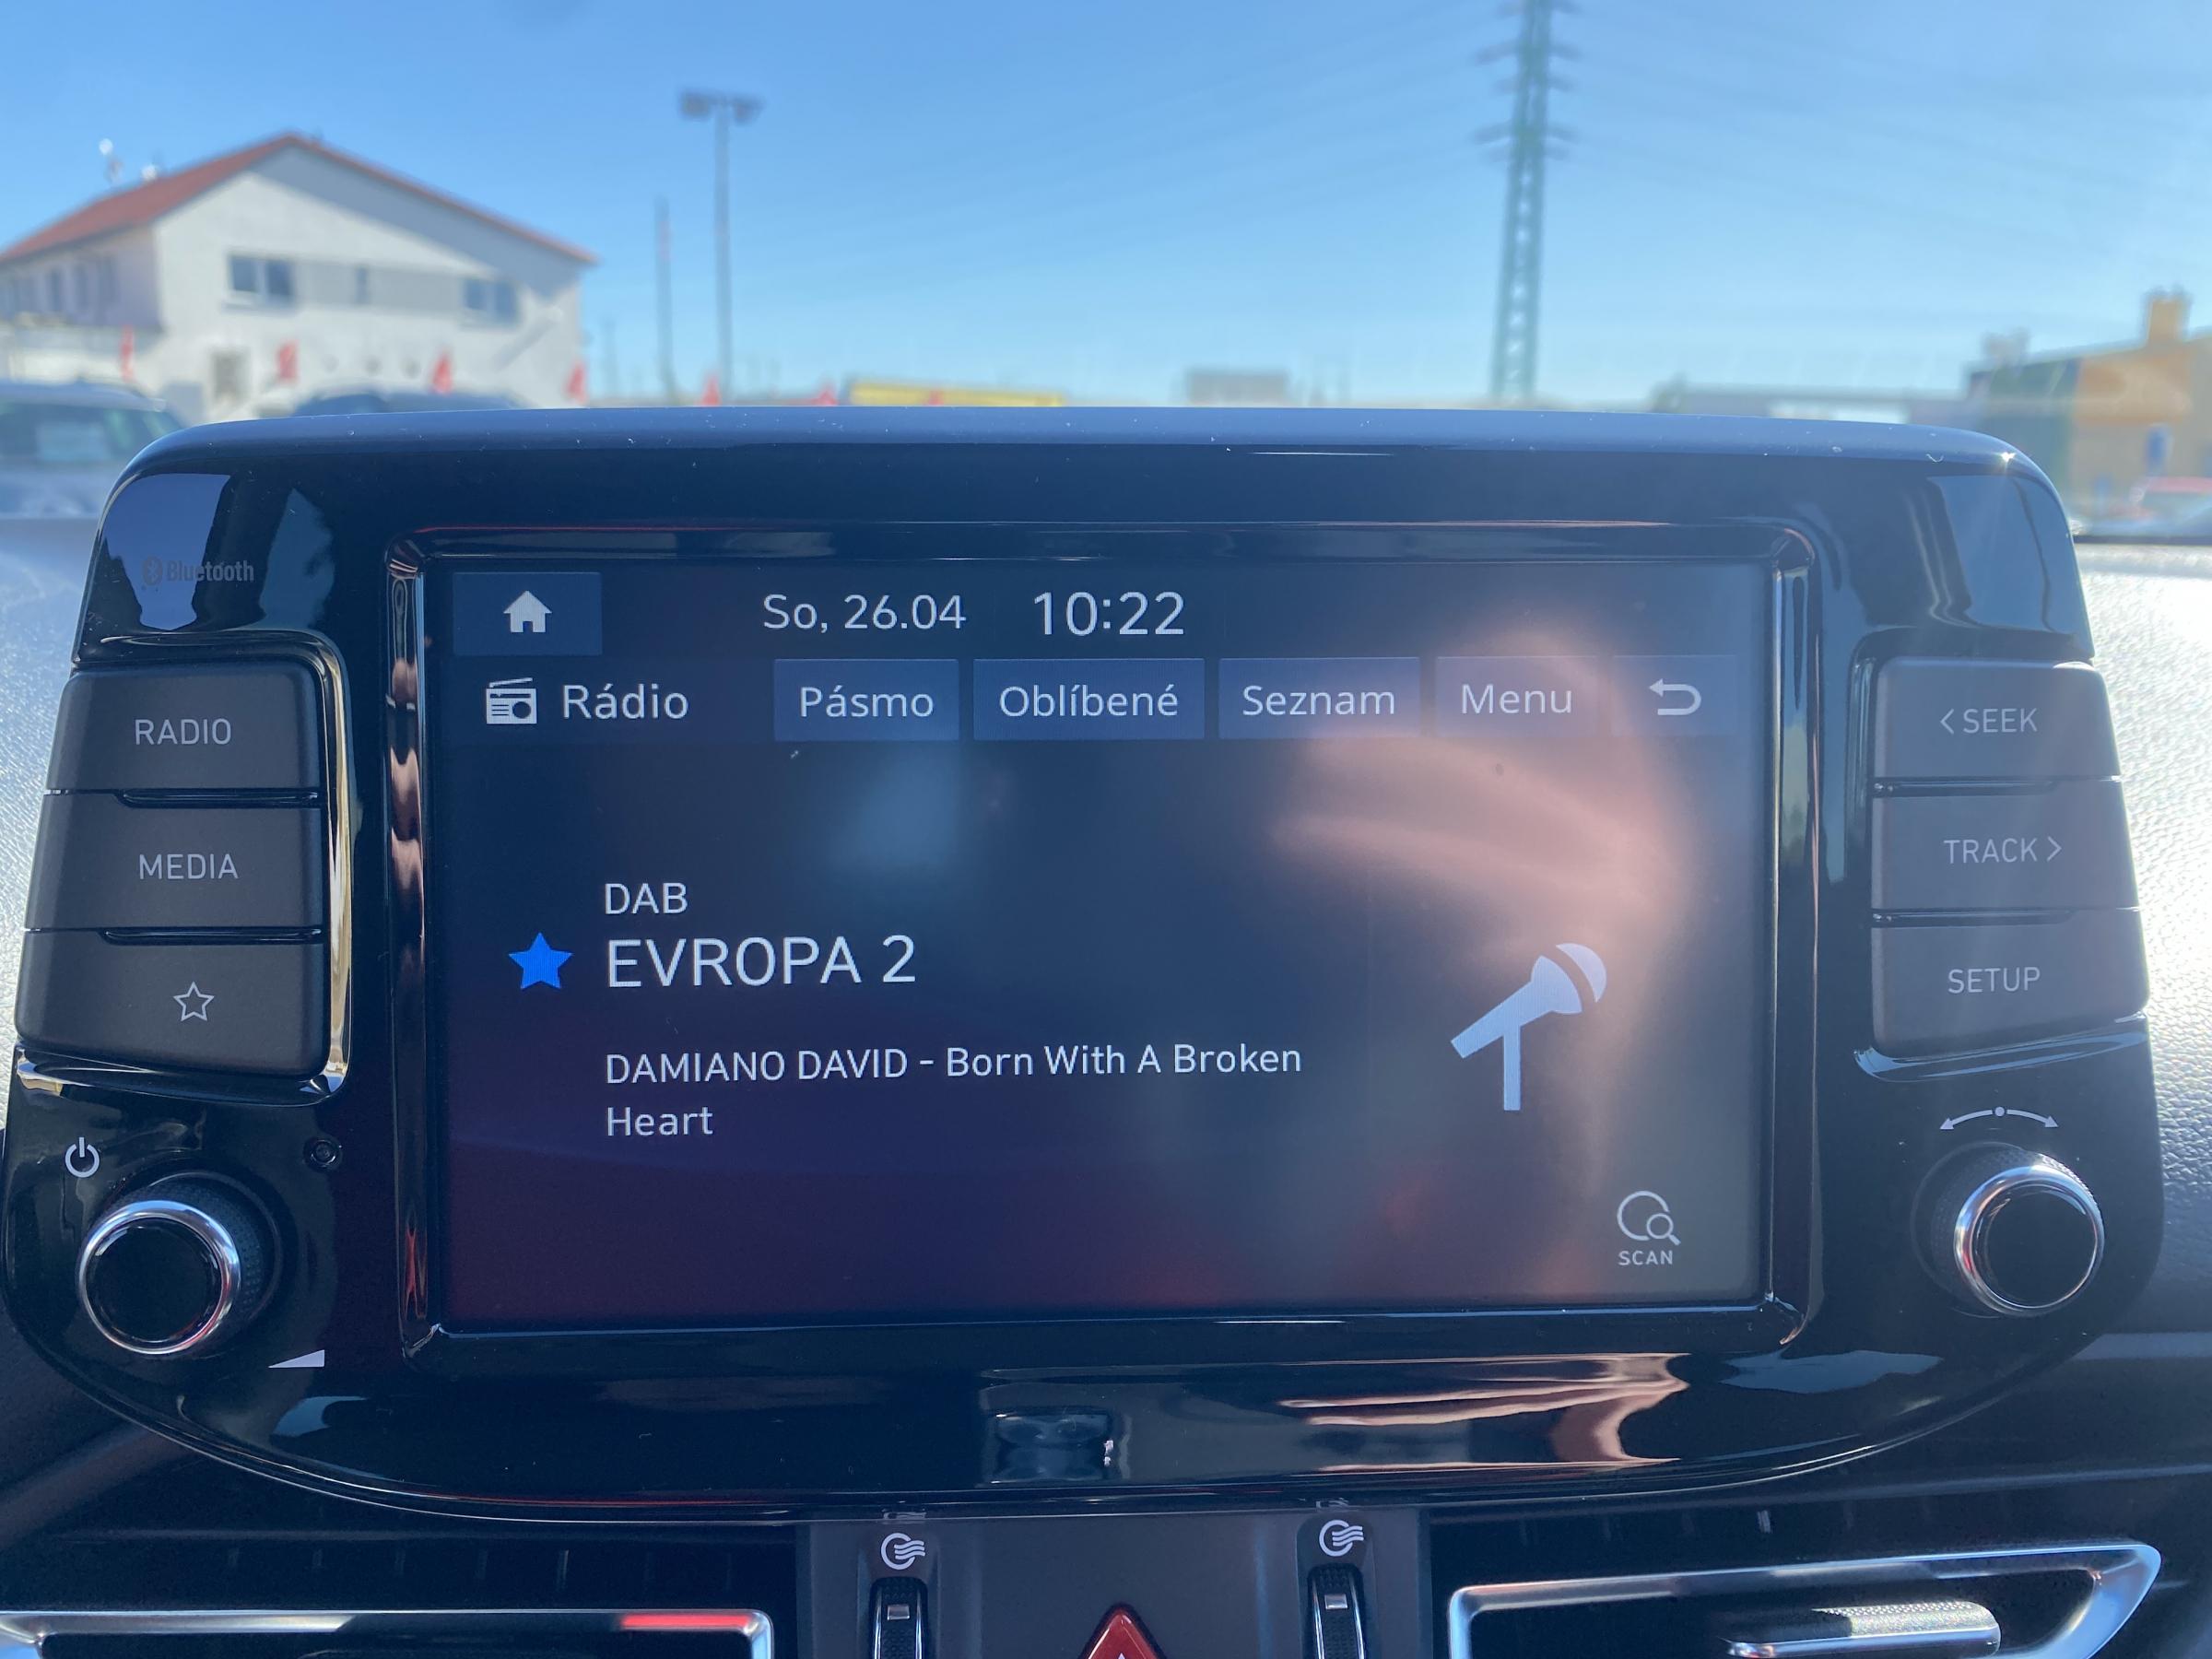 Bluetooth
So, 26.04 10:22
Rádio Pásmo Oblíbené Seznam Menu
RADIO
MEDIA
DAB
EVROPA 2
DAMIANO DAVID - Born With A Broken
Heart
SCAN
< SEEK
TRACK >
SETUP